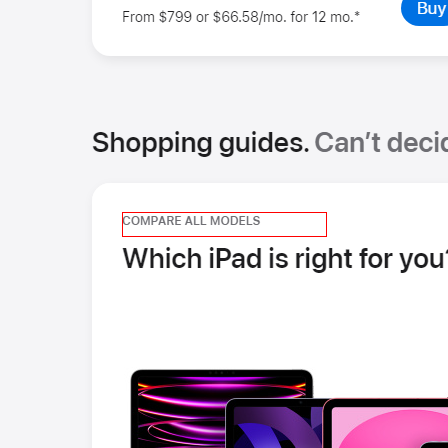 From $799 or $66.58/mo. for 12 mo.*
Buy
Shopping guides. Can't
COMPARE ALL MODELS
Which iPad is right for you